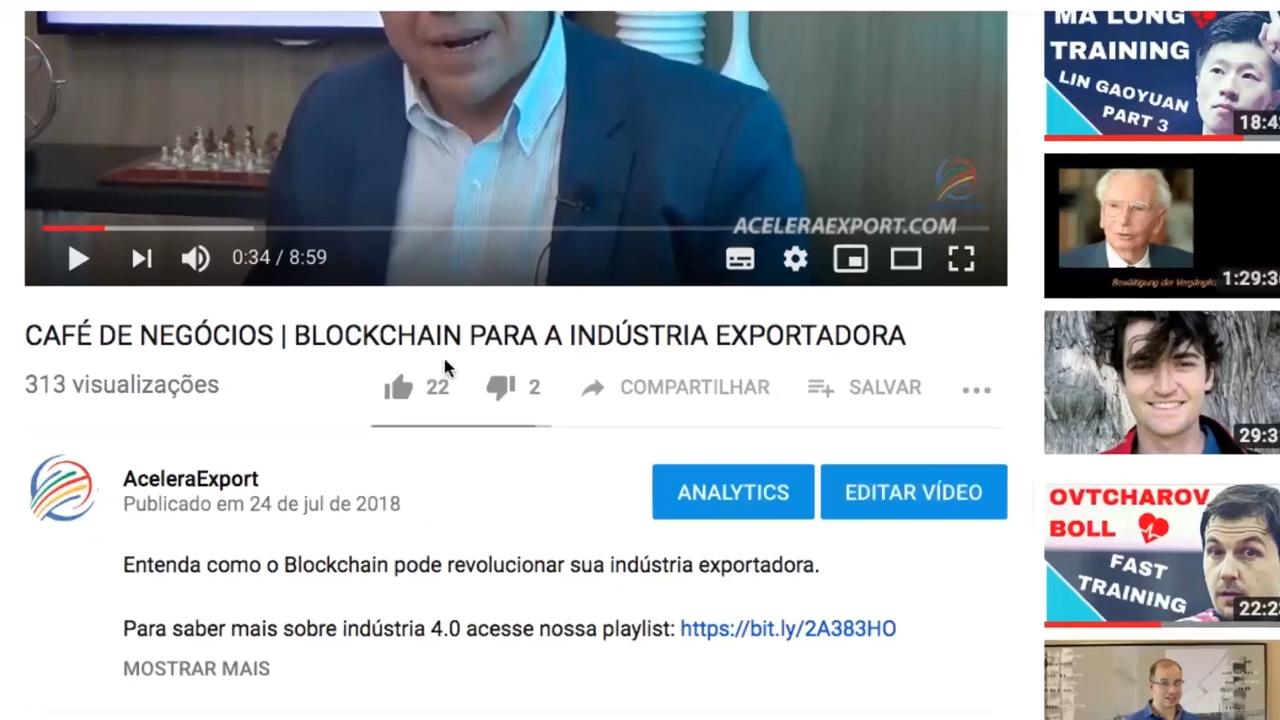 ACELERAEXPORT.COM
0:34 / 8:59
CAFÉ DE NEGÓCIOS | BLOCKCHAIN PARA A INDÚSTRIA EXPORTADORA
313 visualizações
22
2
COMPARTILHAR
SALVAR
AceleraExport
Publicado em 24 de jul de 2018
ANALYTICS
EDITAR VÍDEO
Entenda como o Blockchain pode revolucionar sua indústria exportadora.
Para saber mais sobre indústria 4.0 acesse nossa playlist: https://bit.ly/2A383HO
MOSTRAR MAIS
MA LONG
TRAINING
LIN GAOYUAN
PART 3
18:4
Bewältigung der
1:29:3
29:3
OVTCHAROV
BOLL
FAST
TRAINING
22:2